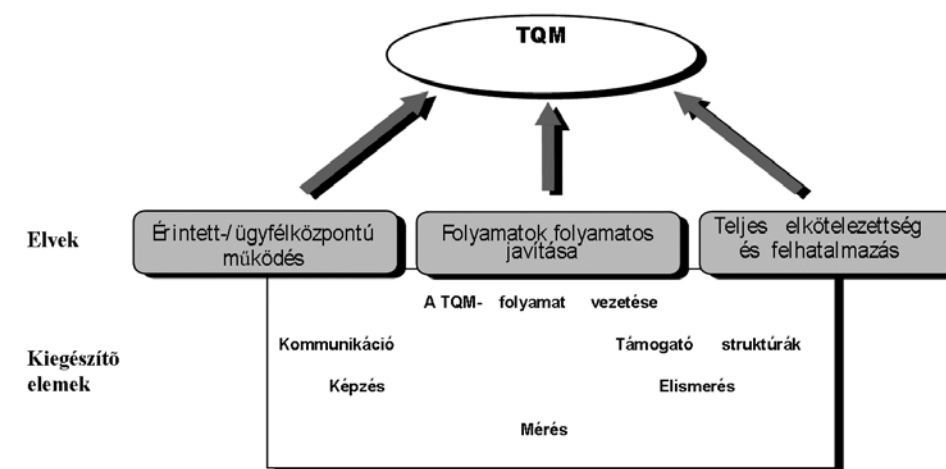 TQM
Elvek
Érintett-/ügyfélközpontú
működés
Folyamatok folyamatos
javítása
Teljes elkötelezettség
és felhatalmazás
A TQM- folyamat vezetése
Kiegészítõ
elemek
Kommunikáció
Támogató struktúrák
Képzés
Elismerés
Mérés